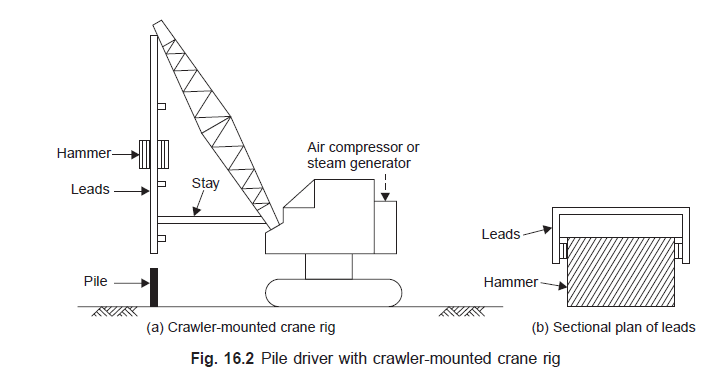 Hammer
Leads
Stay
Air compressor or
steam generator
Pile
Leads
Hammer
(a) Crawler-mounted crane rig
(b) Sectional plan of leads
Fig. 16.2 Pile driver with crawler-mounted crane rig